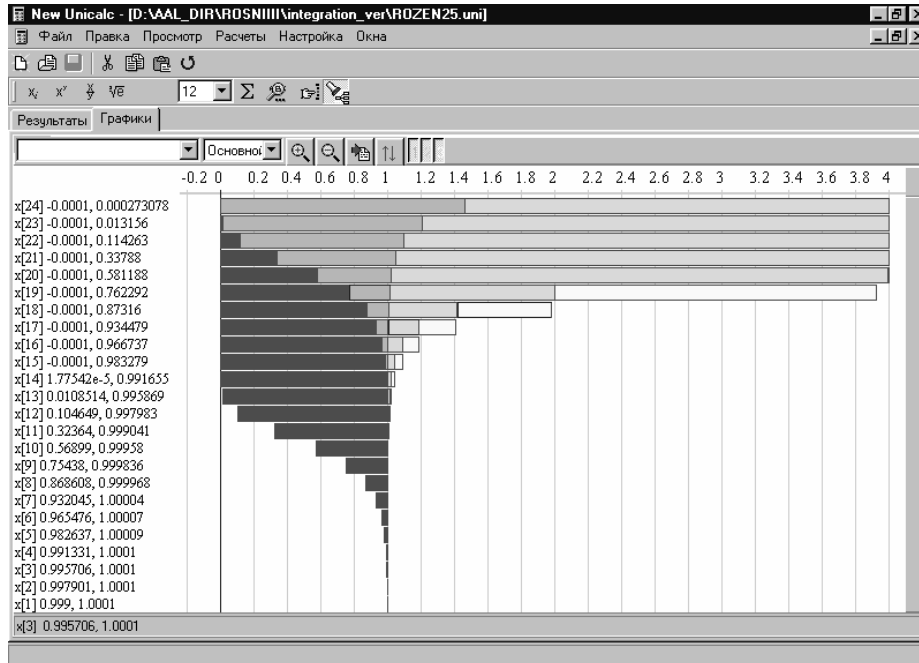 New Unicalc - [D:\AAL_DIR\ROSNIIII\integration_ver\ROZEN25.uni]
Файл Правка Просмотр Расчеты Настройка Окна
12
Результаты Графики
Основной
-0.2 0 0.2 0.4 0.6 0.8 1 1.2 1.4 1.6 1.8 2 2.2 2.4 2.6 2.8 3 3.2 3.4 3.6 3.8 4
x[24] -0.0001, 0.000273078
x[23] -0.0001, 0.013156
x[22] -0.0001, 0.114263
x[21] -0.0001, 0.33788
x[20] -0.0001, 0.581188
x[19] -0.0001, 0.762292
x[18] -0.0001, 0.87316
x[17] -0.0001, 0.934479
x[16] -0.0001, 0.966737
x[15] -0.0001, 0.983279
x[14] 1.77542e-5, 0.991655
x[13] 0.0108514, 0.995869
x[12] 0.104649, 0.997983
x[11] 0.32364, 0.999041
x[10] 0.56899, 0.99958
x[9] 0.75438, 0.999836
x[8] 0.868608, 0.999968
x[7] 0.932045, 1.00004
x[6] 0.965476, 1.00007
x[5] 0.982637, 1.00009
x[4] 0.991331, 1.0001
x[3] 0.995706, 1.0001
x[2] 0.997901, 1.0001
x[1] 0.999, 1.0001
x[3] 0.995706, 1.0001